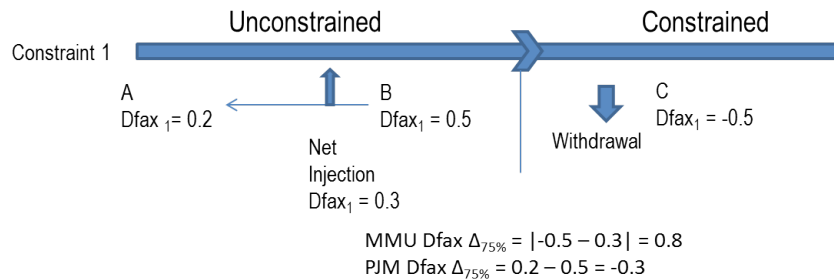 Unconstrained
Constrained
Constraint 1
A
Dfax ₁= 0.2
B
Dfax₁ = 0.5
C
Dfax₁ = -0.5
Net
Injection
Dfax₁ = 0.3
Withdrawal
MMU Dfax Δ₇₅% = |-0.5 – 0.3| = 0.8
PJM Dfax Δ₇₅% = 0.2 – 0.5 = -0.3